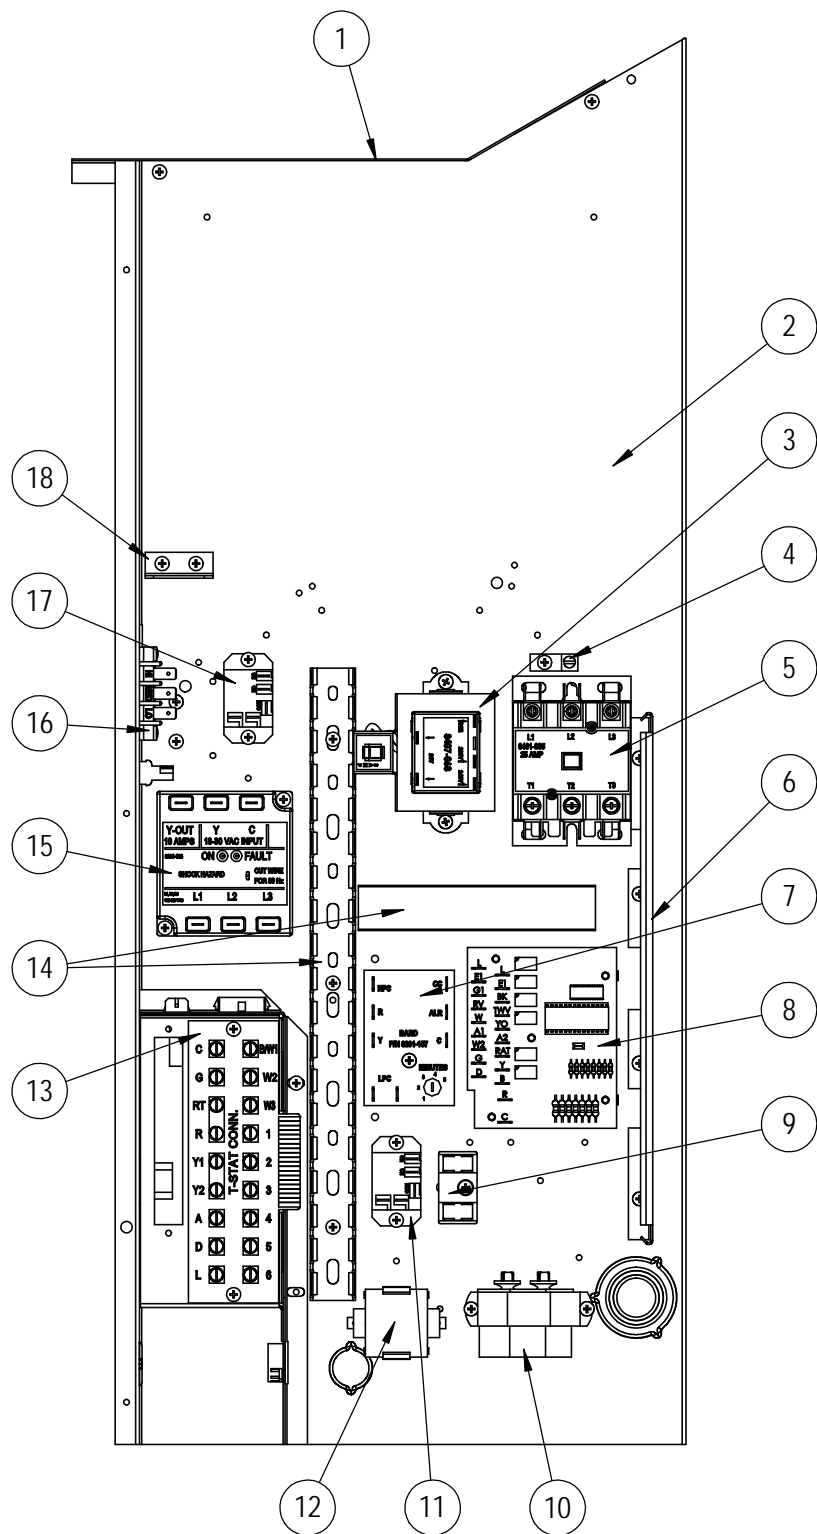 1
2
3
4
5
6
7
8
9
10
11
12
13
14
15
16
17
18
L1 L2 L3
25 AMP
T1 T2 T3
Y-OUT Y C
10 AMPS 18-30 VAC INPUT
ON FAULT
SHOCK HAZARD
CUT WIRE
FOR 50 Hz
L1 L2 L3
HPC CC
R ALR
Y C
BARD
P/N 8201-167
MINUTES
LPC
L
E1
G1
RV
W
A1
W2
G
D
L
E1
BK
TWV
YO
A2
RAT
Y
B
R
C
T-STAT CONN.
C B/W1
G W2
RT W3
R 1
Y1 2
Y2 3
A 4
D 5
L 6